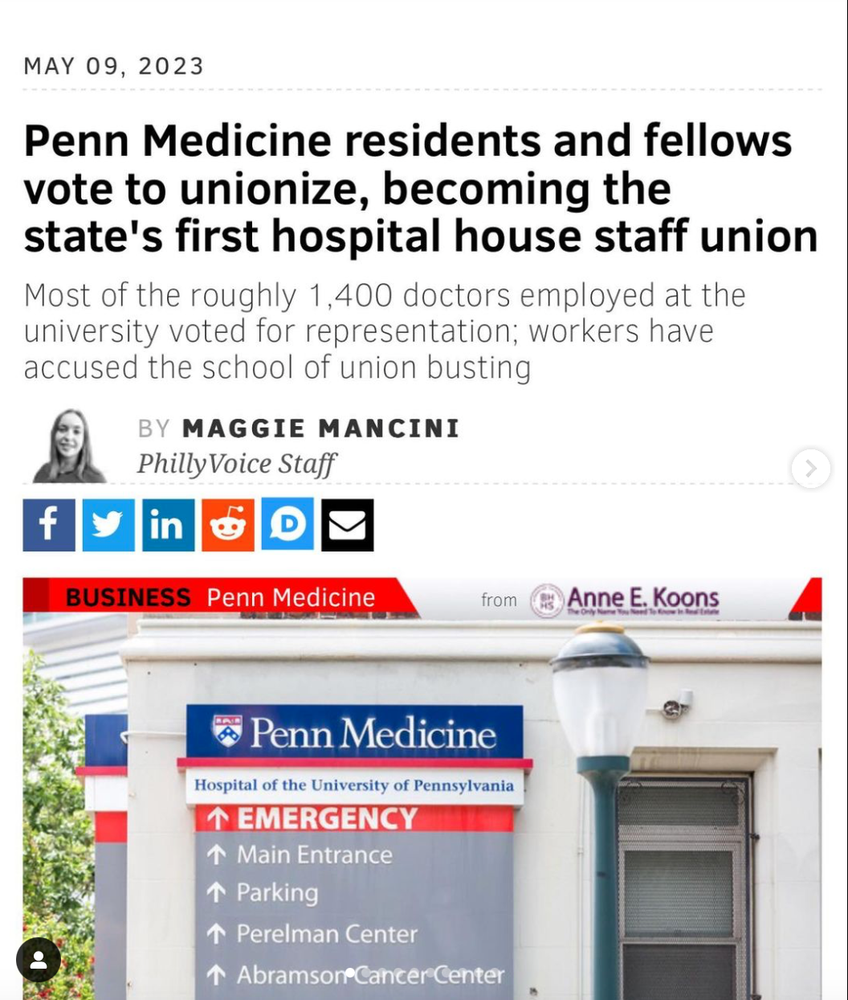 MAY 09, 2023
Penn Medicine residents and fellows
vote to unionize, becoming the
state's first hospital house staff union
Most of the roughly 1,400 doctors employed at the
university voted for representation; workers have
accused the school of union busting
BY MAGGIE MANCINI
PhillyVoice Staff
f in D
BUSINESS Penn Medicine from BH HS Anne E. Koons
The Only Name You Need To Know In Real Estate
Penn Medicine
Hospital of the University of Pennsylvania
↑ EMERGENCY
↑ Main Entrance
↑ Parking
↑ Perelman Center
↑ Abramson Cancer Center